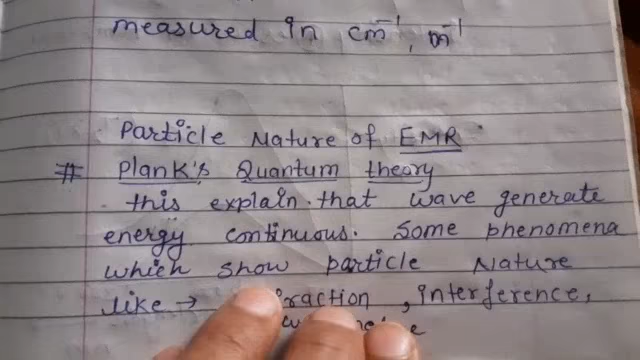 measured in cm⁻¹, m⁻¹
Particle Nature of EMR
# Plank's Quantum theory
this explain that wave generate
energy continuous. Some phenomena
which show particle Nature
like → raction, interference,